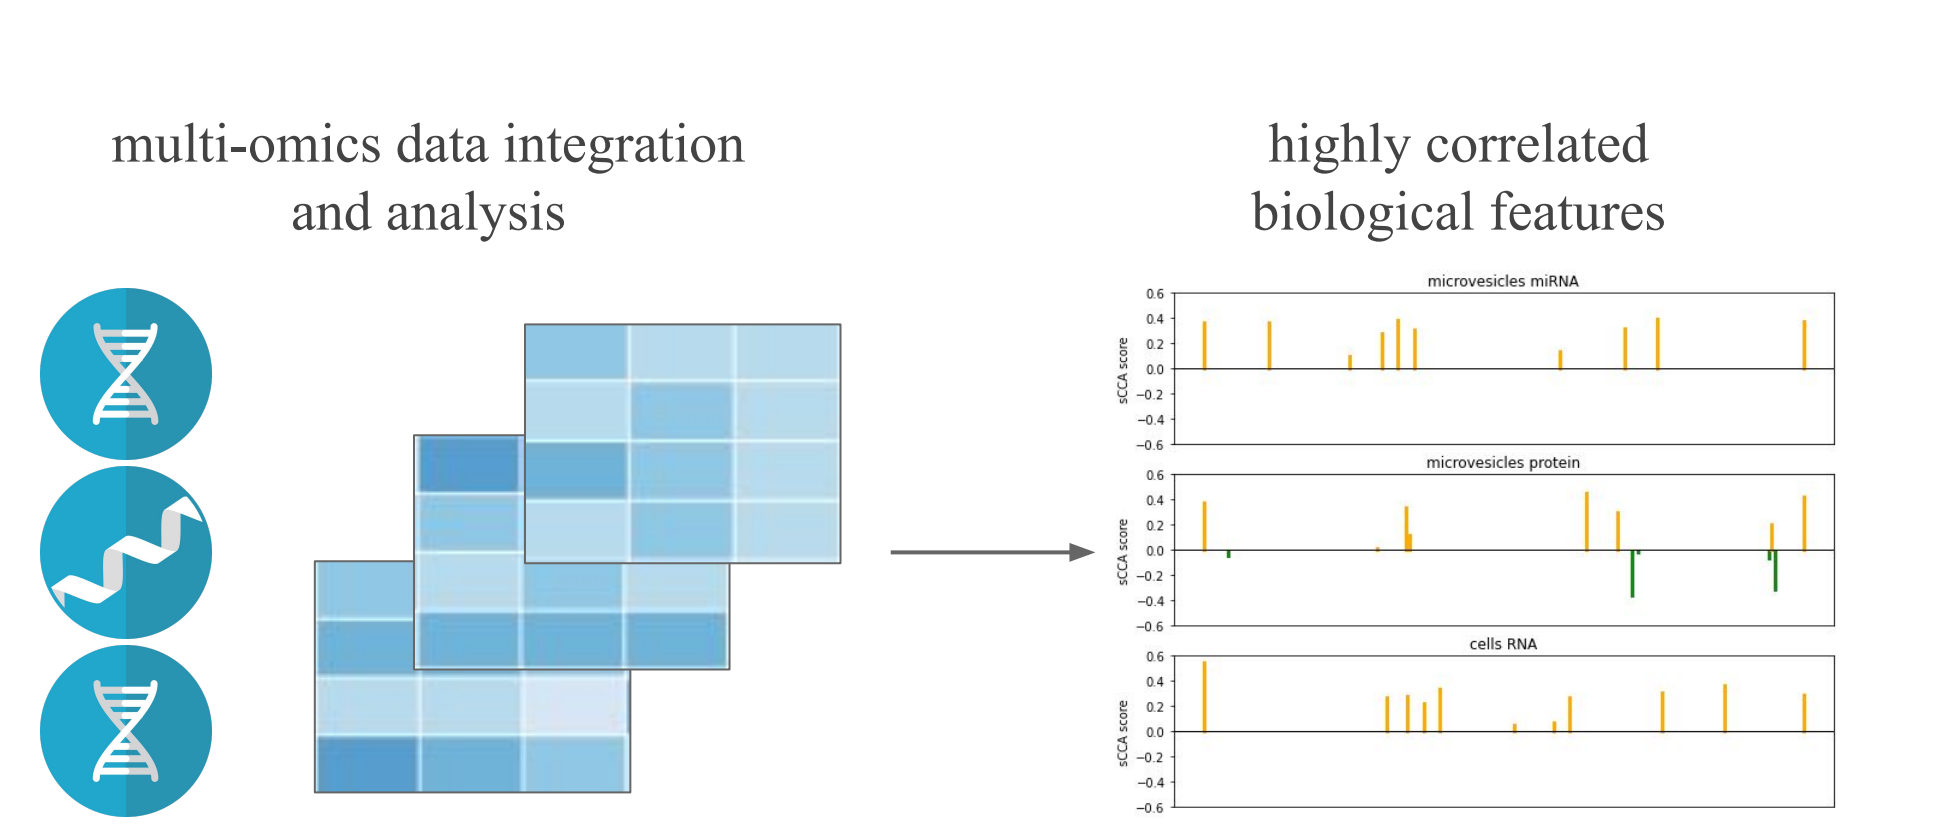 multi-omics data integration
and analysis
highly correlated
biological features
microvesicles miRNA
0.6
0.4
0.2
0.0
−0.2
−0.4
−0.6
sCCA score
microvesicles protein
0.6
0.4
0.2
0.0
−0.2
−0.4
−0.6
sCCA score
cells RNA
0.6
0.4
0.2
0.0
−0.2
−0.4
−0.6
sCCA score